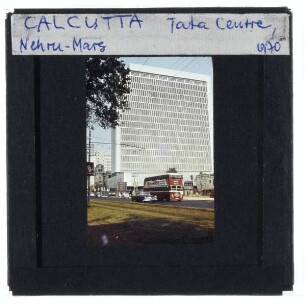 CALCUTTA Tata Centre,
Nehru-Marg 1970